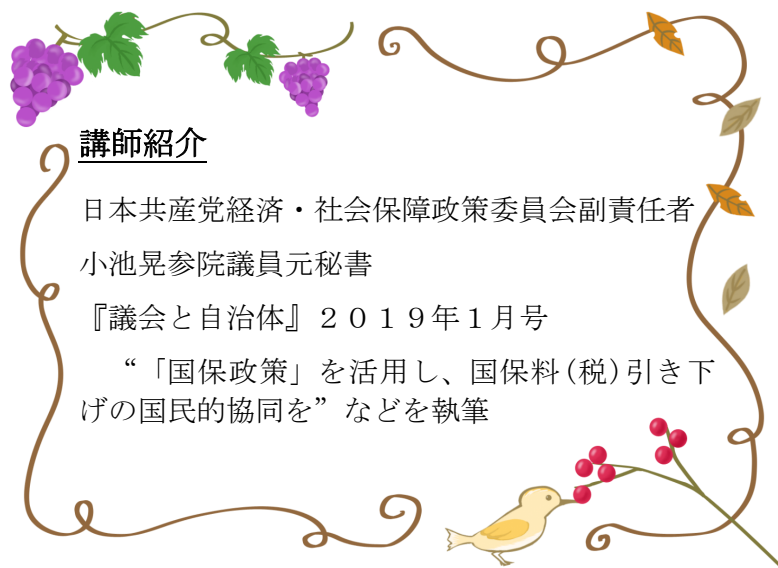 講師紹介
日本共産党経済・社会保障政策委員会副責任者
小池晃参院議員元秘書
『議会と自治体』２０１９年１月号
“「国保政策」を活用し、国保料(税)引き下
げの国民的協同を”などを執筆